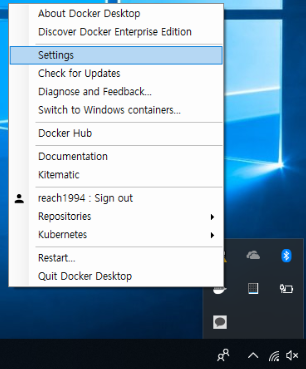 About Docker Desktop
Discover Docker Enterprise Edition
Settings
Check for Updates
Diagnose and Feedback...
Switch to Windows containers...
Docker Hub
Documentation
Kitematic
reach1994 : Sign out
Repositories
Kubernetes
Restart...
Quit Docker Desktop